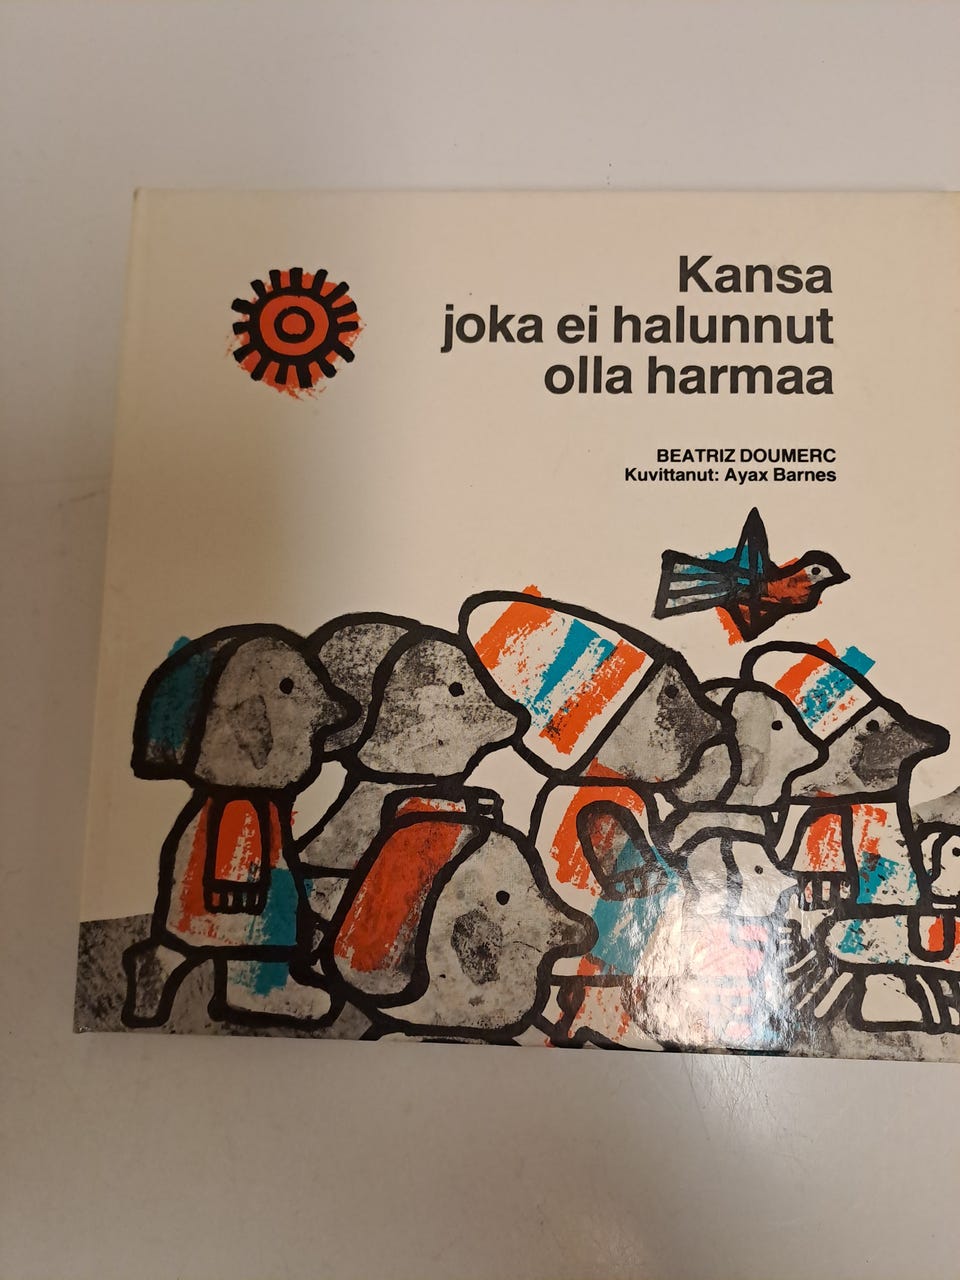 Kansa
joka ei halunnut
olla harmaa
BEATRIZ DOUMERC
Kuvittanut: Ayax Barnes